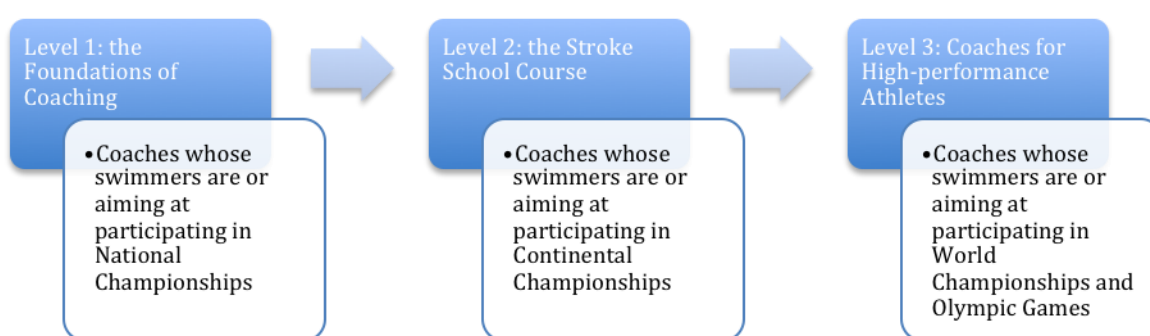 Level 1: the
Foundations of
Coaching
•Coaches whose
swimmers are or
aiming at
participating in
National
Championships
Level 2: the Stroke
School Course
•Coaches whose
swimmers are or
aiming at
participating in
Continental
Championships
Level 3: Coaches for
High-performance
Athletes
•Coaches whose
swimmers are or
aiming at
participating in
World
Championships and
Olympic Games